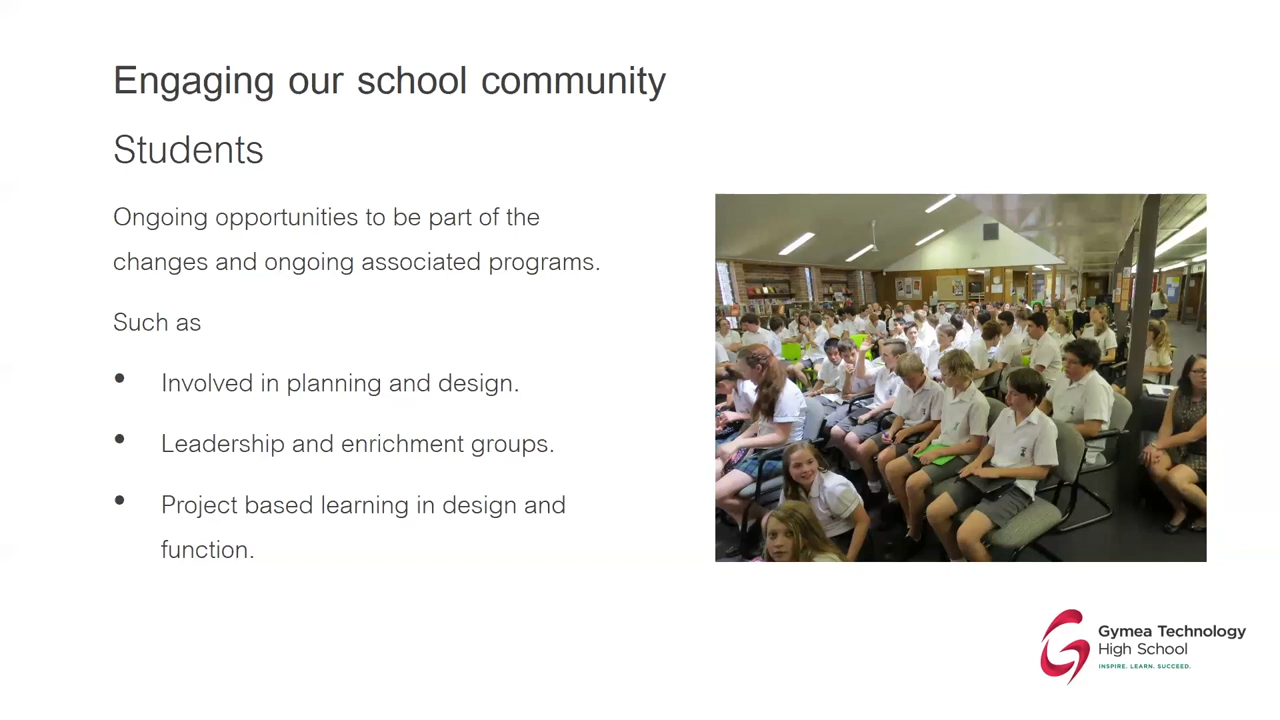 Engaging our school community
Students
Ongoing opportunities to be part of the
changes and ongoing associated programs.
Such as
• Involved in planning and design.
• Leadership and enrichment groups.
• Project based learning in design and
function.
Gymea Technology
High School
INSPIRE. LEARN. SUCCEED.